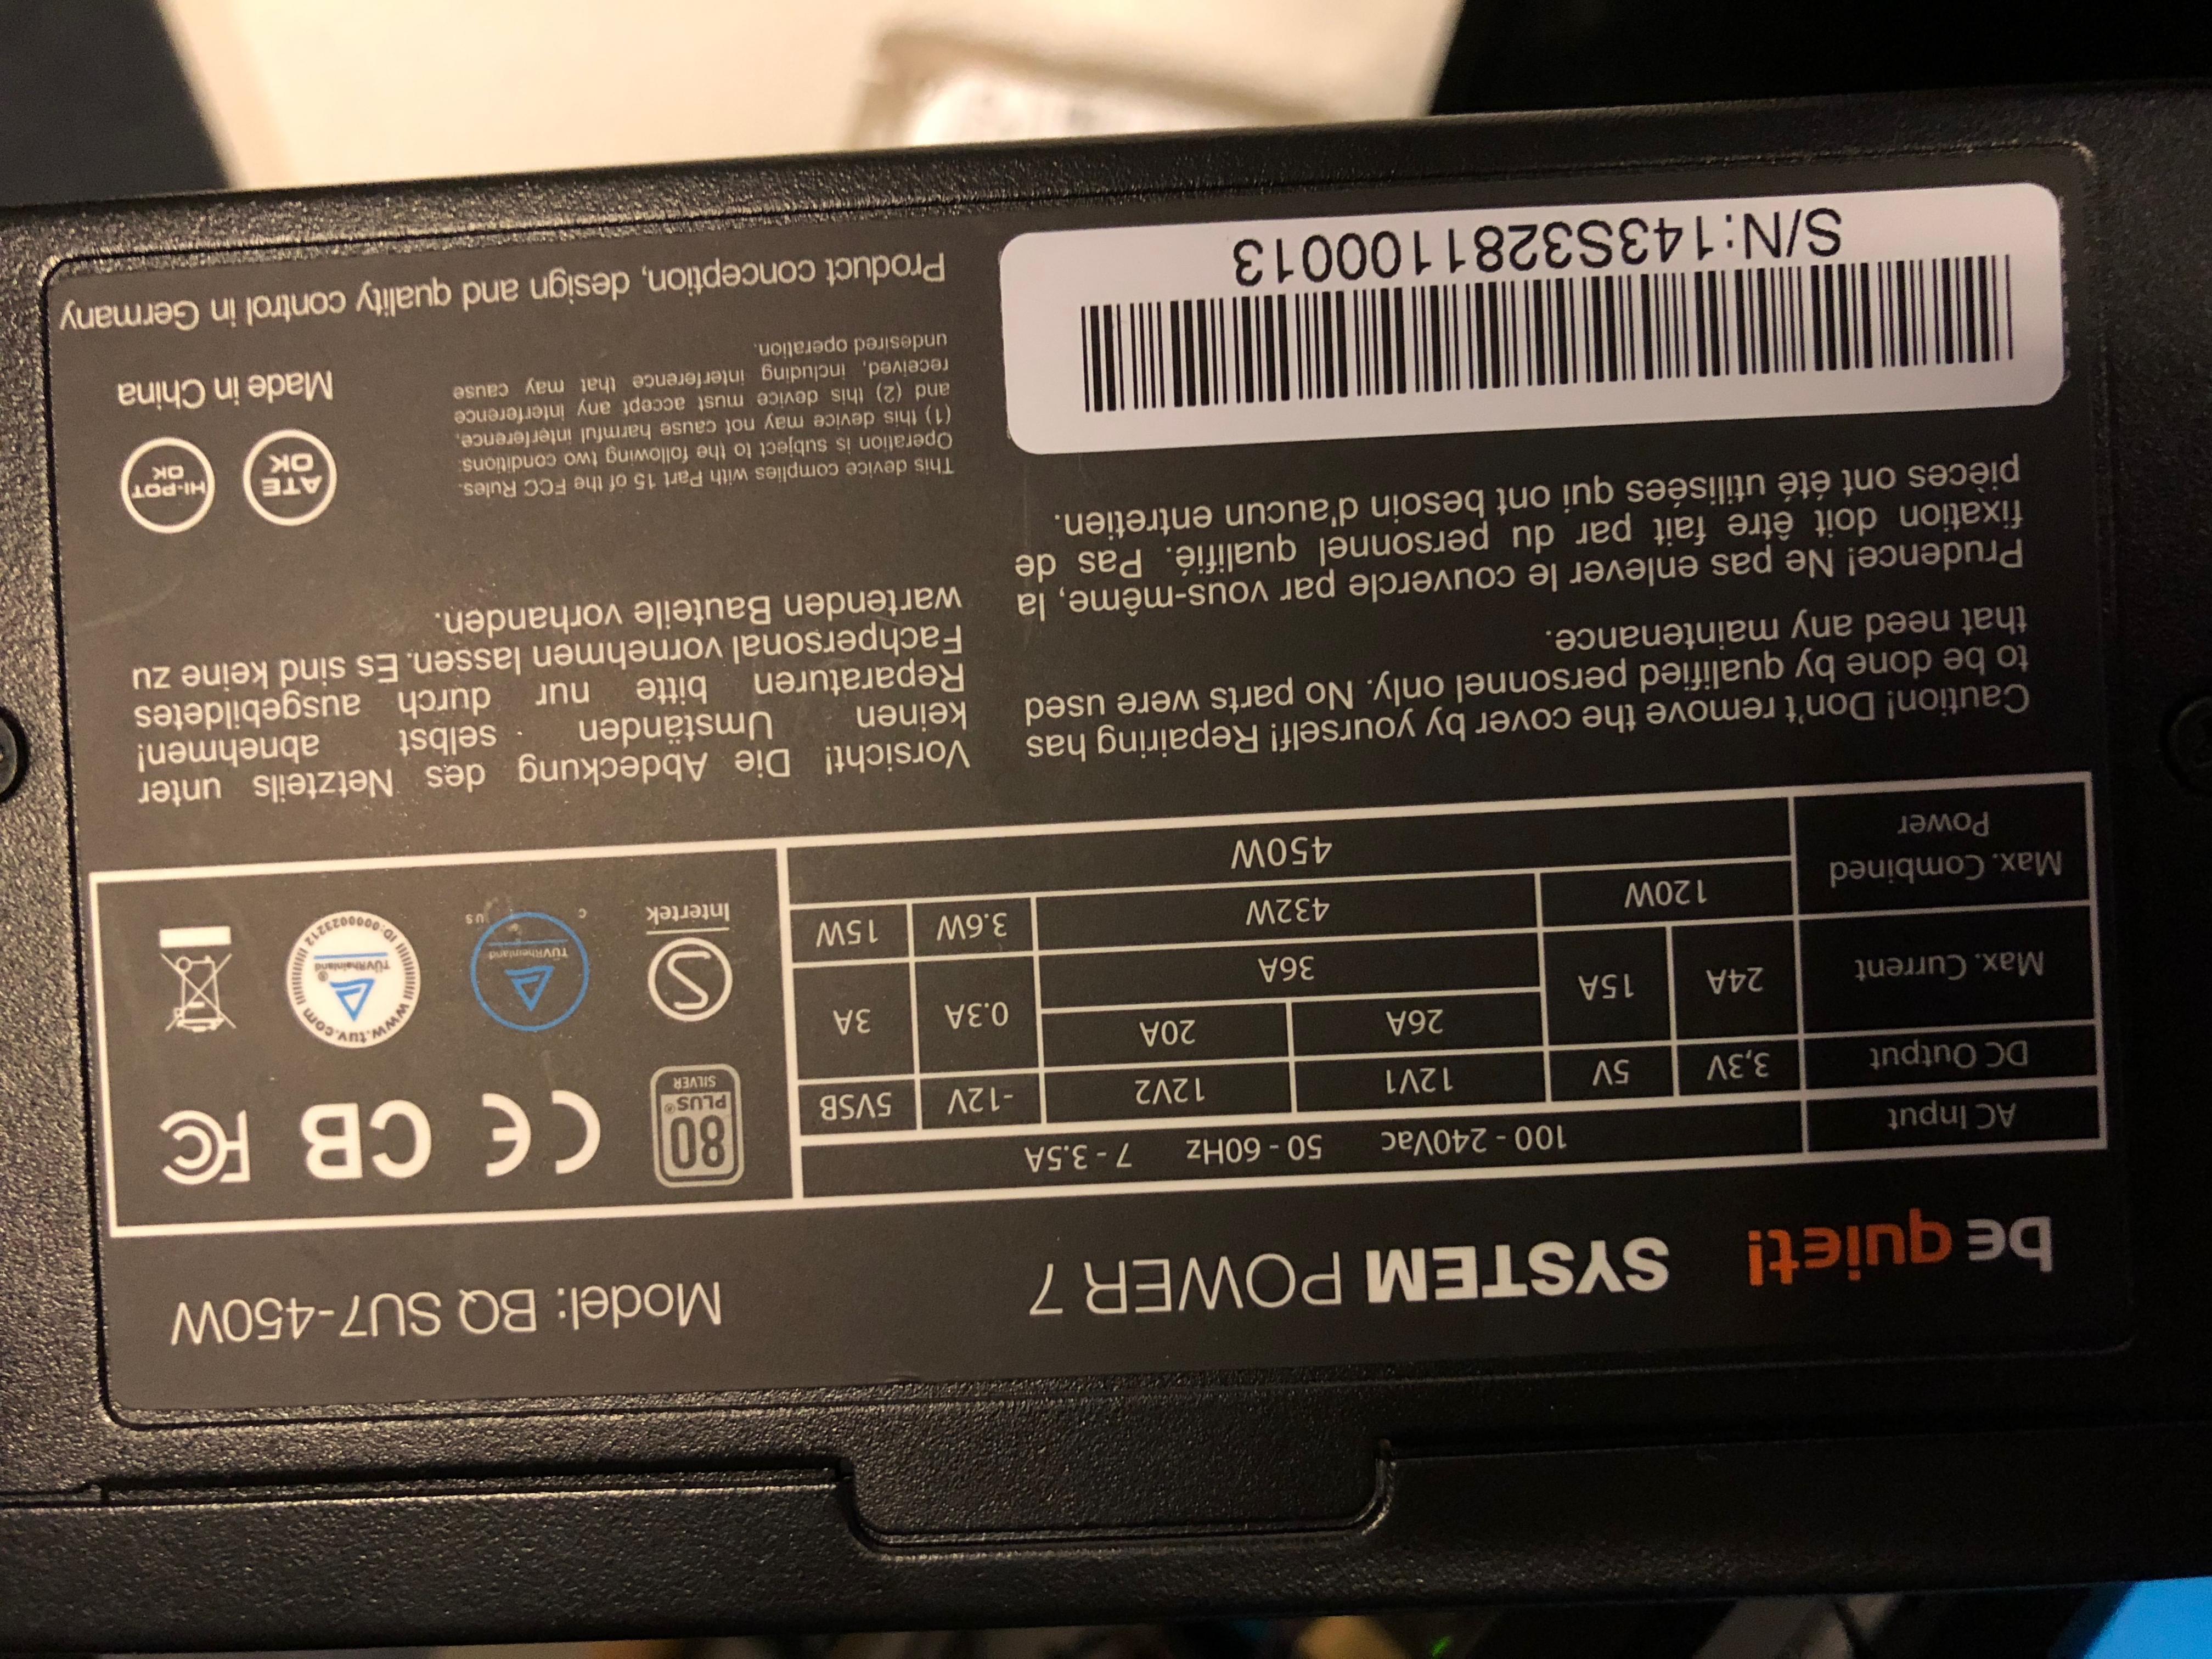 be quiet! SYSTEM POWER 7 Model: BQ SU7-450W
AC Input 100 - 240Vac 50 - 60Hz 7 - 3.5A
DC Output 3,3V 5V 12V1 12V2 -12V 5VSB
Max. Current 24A 15A 26A 20A 0.3A 3A
36A
Max. Combined
Power
120W 432W 3.6W 15W
450W
80
PLUS®
SILVER
CE CB FC
Intertek
TÜVRheinland
c us
www.tuv.com
TÜVRheinland®
ID:0000023212
Caution! Don't remove the cover by yourself! Repairing has
to be done by qualified personnel only. No parts were used
that need any maintenance.
Prudence! Ne pas enlever le couvercle par vous-même, la
fixation doit être fait par du personnel qualifié. Pas de
pièces ont été utilisées qui ont besoin d'aucun entretien.
S/N:143S3281100013
Vorsicht! Die Abdeckung des Netzteils unter
keinen Umständen selbst abnehmen!
Reparaturen bitte nur durch ausgebildetes
Fachpersonal vornehmen lassen. Es sind keine zu
wartenden Bauteile vorhanden.
This device complies with Part 15 of the FCC Rules.
Operation is subject to the following two conditions:
(1) this device may not cause harmful interference,
and (2) this device must accept any interference
received, including interference that may cause
undesired operation.
ATE
OK
HI-POT
OK
Made in China
Product conception, design and quality control in Germany